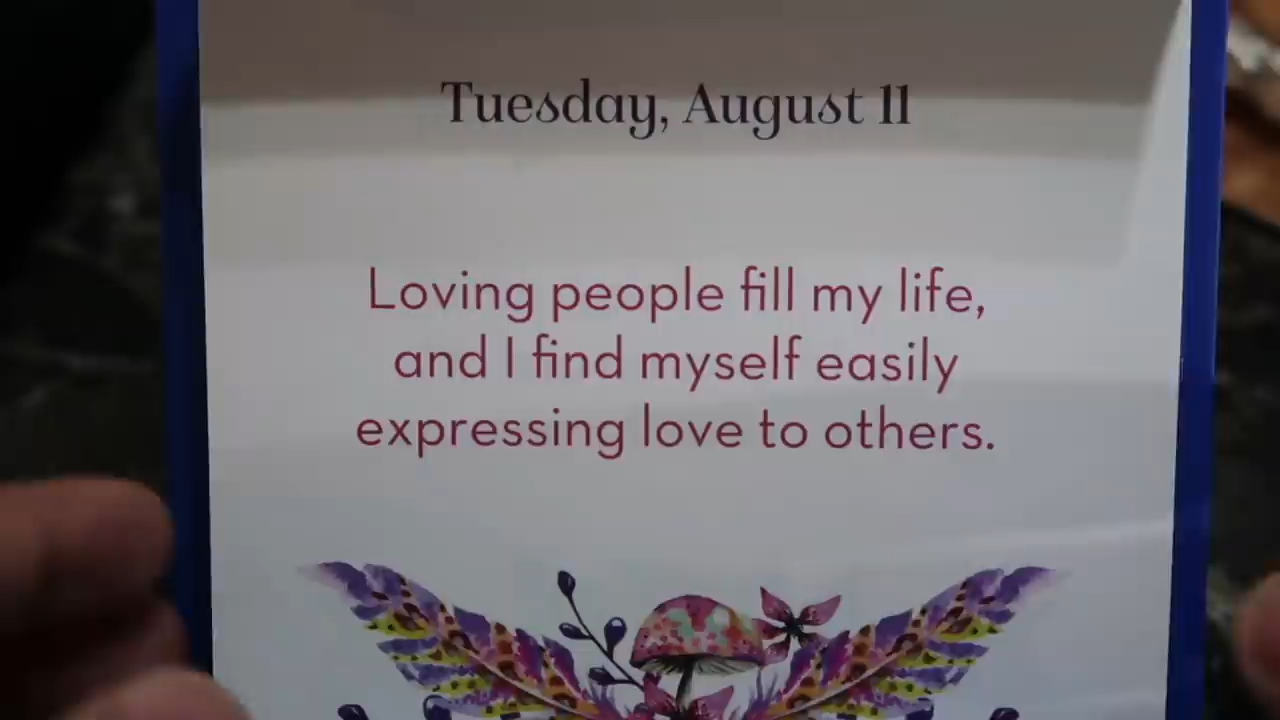 Tuesday, August 11
Loving people fill my life,
and I find myself easily
expressing love to others.